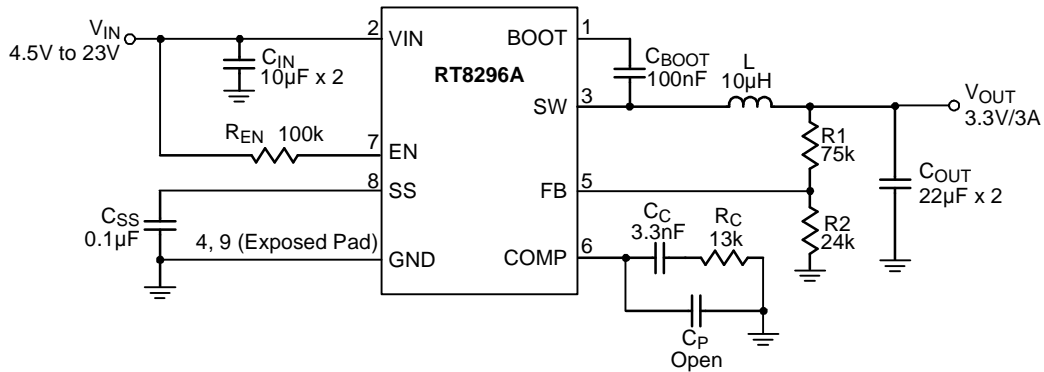 VIN
4.5V to 23V
CIN
10µF x 2
REN 100k
CSS
0.1µF
4, 9 (Exposed Pad)
2
7
8
VIN
EN
SS
GND
RT8296A
BOOT
SW
FB
COMP
1
3
5
6
CBOOT
100nF
L
10µH
VOUT
3.3V/3A
R1
75k
COUT
22µF x 2
R2
24k
CC
3.3nF
RC
13k
CP
Open